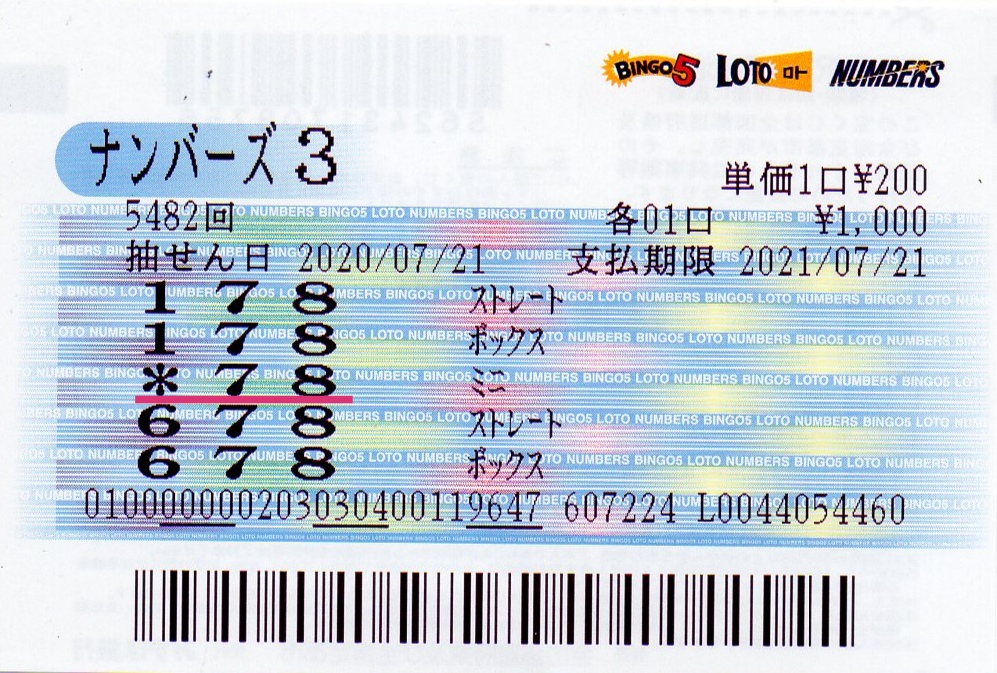 BINGO5 LOTO ロト NUMBERS
ナンバーズ 3
単価1口¥200
5482回 各01口 ¥1,000
抽せん日 2020/07/21 支払期限 2021/07/21
1 7 8 ストレート
1 7 8 ボックス
* 7 8 ミニ
6 7 8 ストレート
6 7 8 ボックス
010000000203030400119647 607224 L0044054460